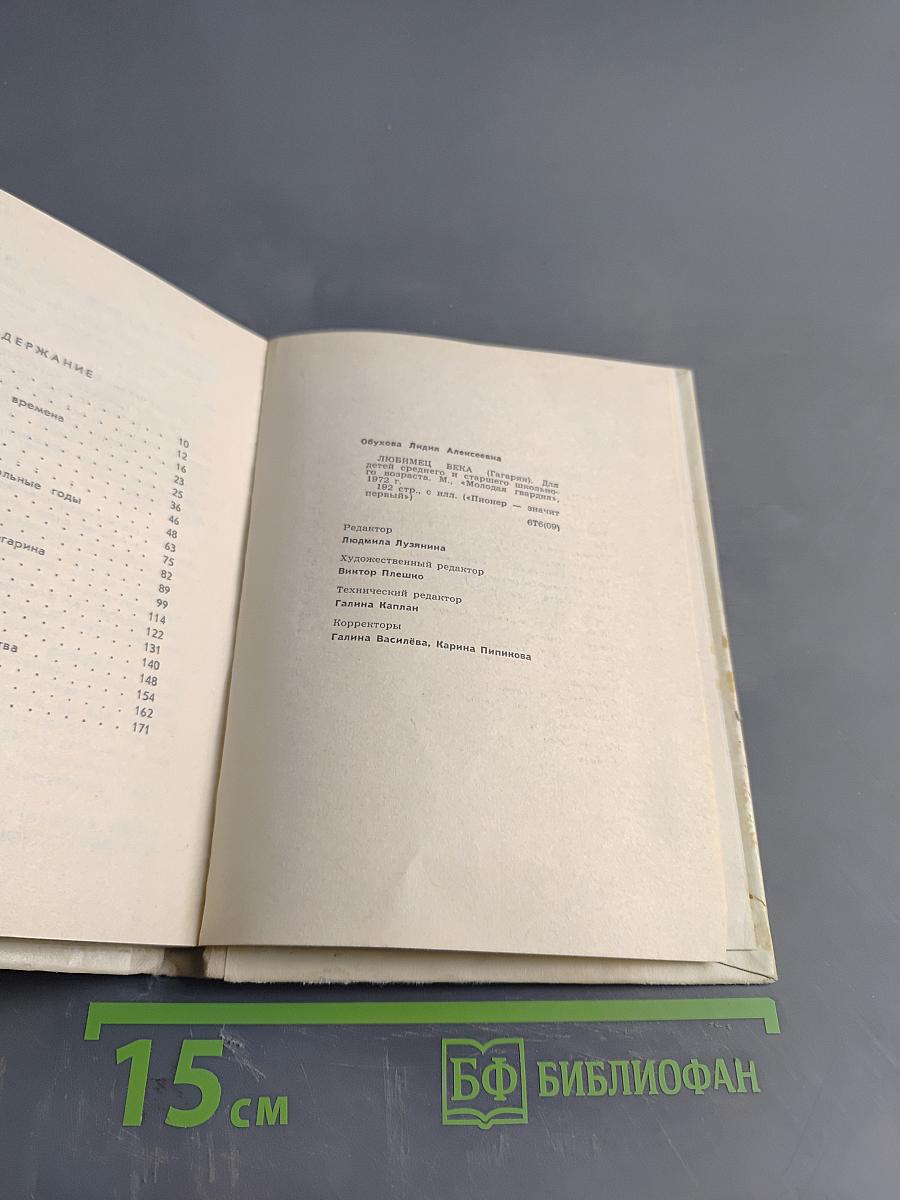 ДЕРЖАНИЕ
времена
10
12
16
23
25
ольные годы
36
46
48
63
гарина
75
82
89
99
114
122
131
тва
140
148
154
162
171
Обухова Лидия Алексеевна
ЛЮБИМЕЦ ВЕКА (Гагарин). Для
детей среднего и старшего школьно-
го возраста. М., «Молодая гвардия»,
1972 г.
192 стр., с илл. («Пионер — значит
первый»)
6Т6(09)
Редактор
Людмила Лузянина
Художественный редактор
Виктор Плешко
Технический редактор
Галина Каплан
Корректоры
Галина Василёва, Карина Пипикова
15 см
БФ БИБЛИОФАН